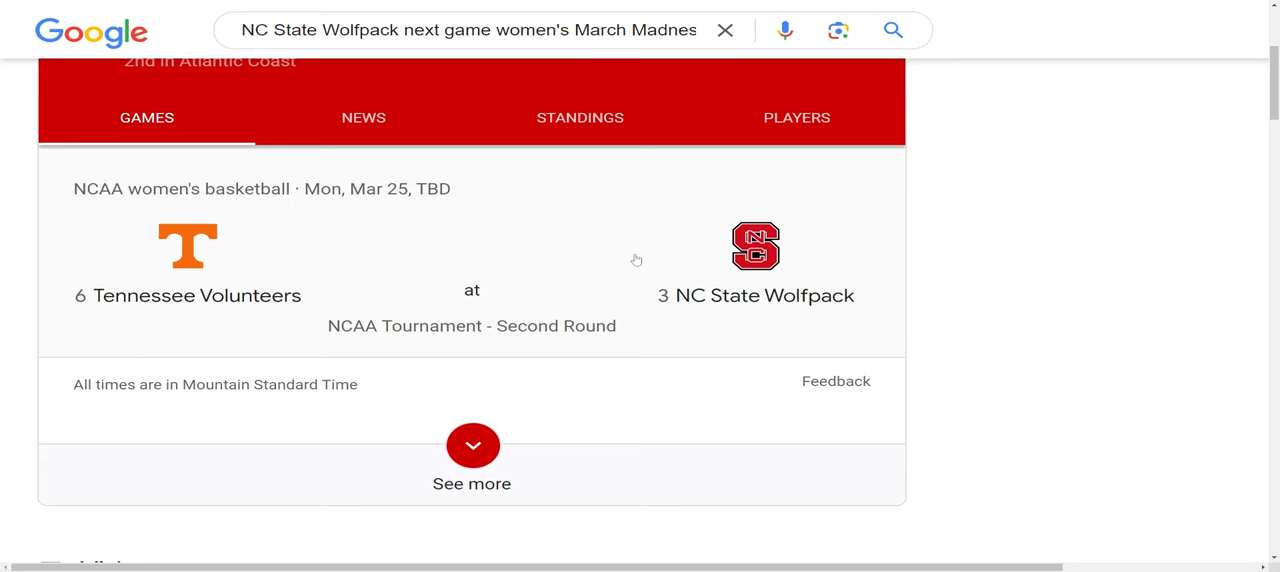 Google
NC State Wolfpack next game women's March Madnes
2nd in Atlantic Coast
GAMES NEWS STANDINGS PLAYERS
NCAA women's basketball · Mon, Mar 25, TBD
6 Tennessee Volunteers at 3 NC State Wolfpack
NCAA Tournament - Second Round
All times are in Mountain Standard Time Feedback
See more